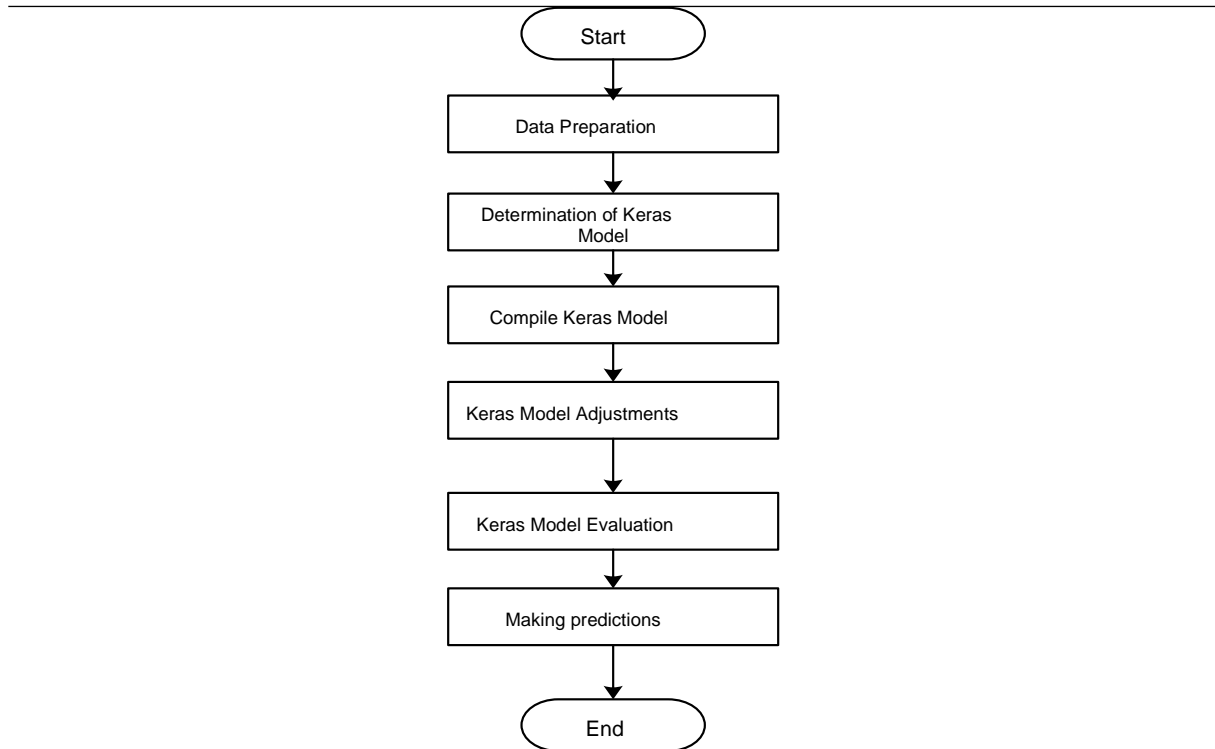 Start
Data Preparation
Determination of Keras
Model
Compile Keras Model
Keras Model Adjustments
Keras Model Evaluation
Making predictions
End